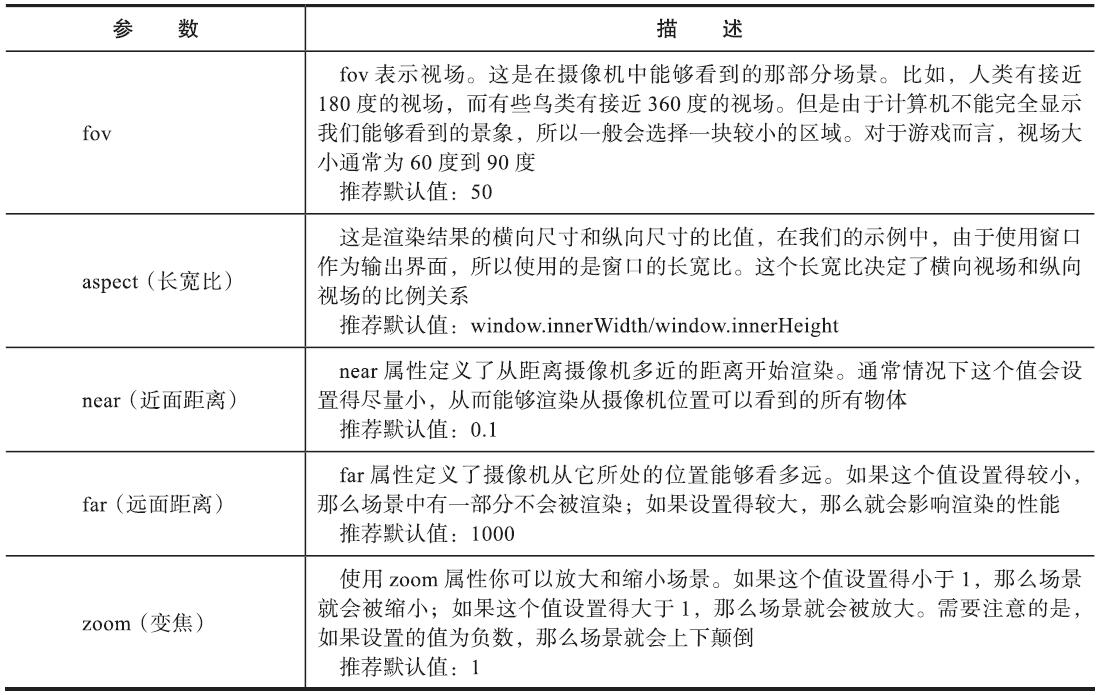 参 数 描 述
fov 表示视场。这是在摄像机中能够看到的那部分场景。比如，人类有接近
180 度的视场，而有些鸟类有接近 360 度的视场。但是由于计算机不能完全显示
fov
我们能够看到的景象，所以一般会选择一块较小的区域。对于游戏而言，视场大
小通常为 60 度到 90 度
推荐默认值：50
这是渲染结果的横向尺寸和纵向尺寸的比值，在我们的示例中，由于使用窗口
aspect（长宽比）
作为输出界面，所以使用的是窗口的长宽比。这个长宽比决定了横向视场和纵向
视场的比例关系
推荐默认值：window.innerWidth/window.innerHeight
near 属性定义了从距离摄像机多近的距离开始渲染。通常情况下这个值会设
near（近面距离）
置得尽量小，从而能够渲染从摄像机位置可以看到的所有物体
推荐默认值：0.1
far 属性定义了摄像机从它所处的位置能够看多远。如果这个值设置得较小，
far（远面距离）
那么场景中有一部分不会被渲染；如果设置得较大，那么就会影响渲染的性能
推荐默认值：1000
使用 zoom 属性你可以放大和缩小场景。如果这个值设置得小于 1，那么场景
就会被缩小；如果这个值设置得大于 1，那么场景就会被放大。需要注意的是，
zoom（变焦）
如果设置的值为负数，那么场景就会上下颠倒
推荐默认值：1